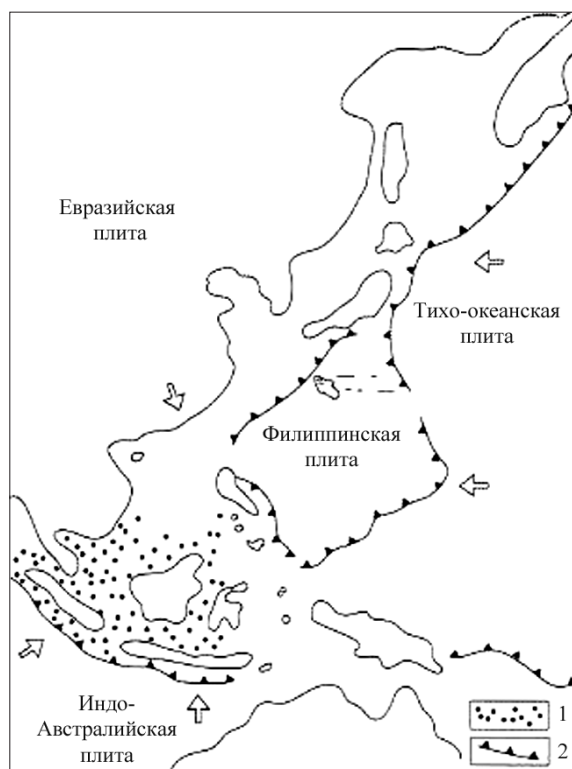 Евразийская
плита
Тихо-океанская
плита
Филиппинская
плита
Индо-
Австралийская
плита
1
2